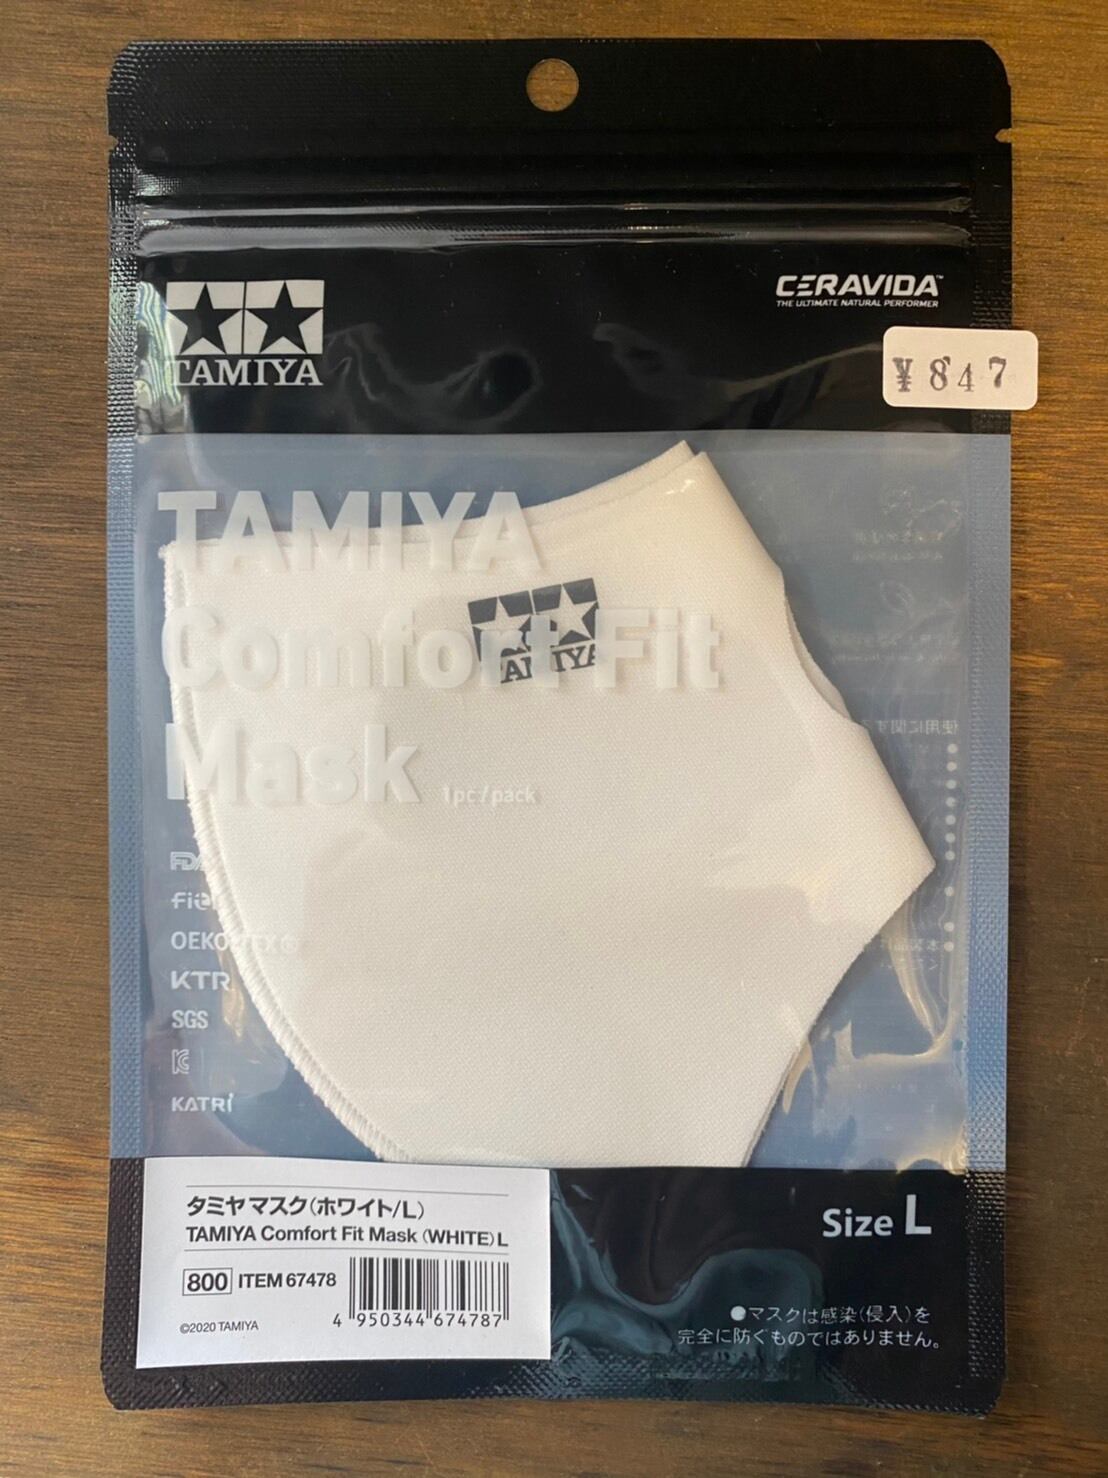 TAMIYA
CERAVIDA™
THE ULTIMATE NATURAL PERFORMER
¥847
TAMIYA
Comfort Fit
Mask 1pc/pack
TAMIYA
FDA
OEKO-TEX®
KTR
SGS
KC
KATRi
タミヤ マスク(ホワイト/L)
TAMIYA Comfort Fit Mask (WHITE) L
800 ITEM 67478
4 950344 674787
©2020 TAMIYA
Size L
●マスクは感染(侵入)を
完全に防ぐものではありません。